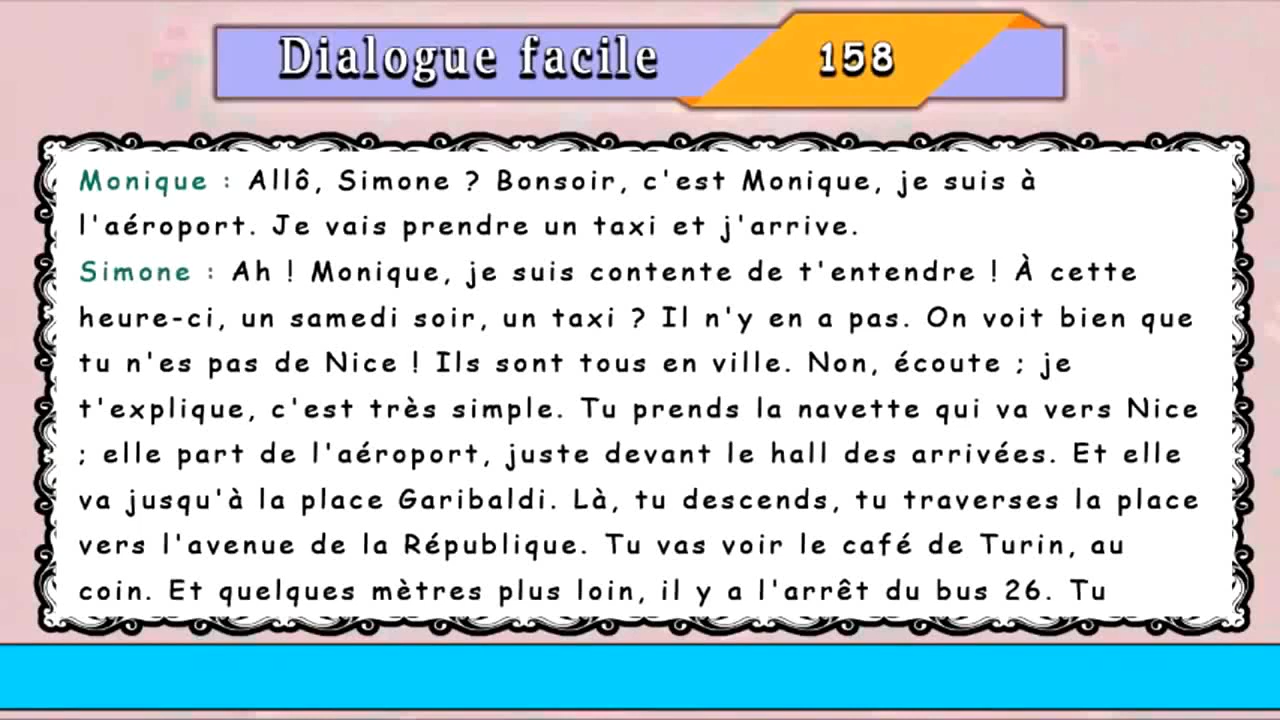 Dialogue facile 158
Monique : Allô, Simone ? Bonsoir, c'est Monique, je suis à
l'aéroport. Je vais prendre un taxi et j'arrive.
Simone : Ah ! Monique, je suis contente de t'entendre ! À cette
heure-ci, un samedi soir, un taxi ? Il n'y en a pas. On voit bien que
tu n'es pas de Nice ! Ils sont tous en ville. Non, écoute ; je
t'explique, c'est très simple. Tu prends la navette qui va vers Nice
; elle part de l'aéroport, juste devant le hall des arrivées. Et elle
va jusqu'à la place Garibaldi. Là, tu descends, tu traverses la place
vers l'avenue de la République. Tu vas voir le café de Turin, au
coin. Et quelques mètres plus loin, il y a l'arrêt du bus 26. Tu